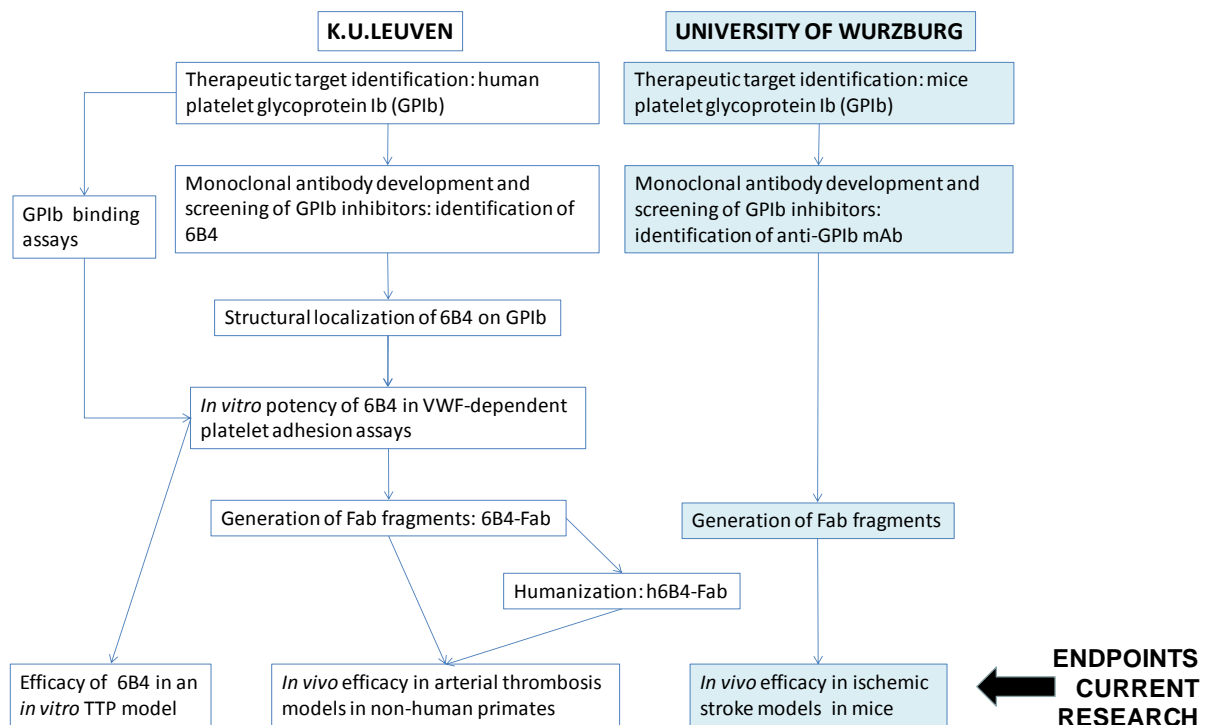 K.U.LEUVEN
UNIVERSITY OF WURZBURG
Therapeutic target identification: human
platelet glycoprotein Ib (GPIb)
Therapeutic target identification: mice
platelet glycoprotein Ib (GPIb)
GPIb binding
assays
Monoclonal antibody development and
screening of GPIb inhibitors: identification of
6B4
Monoclonal antibody development and
screening of GPIb inhibitors:
identification of anti-GPIb mAb
Structural localization of 6B4 on GPIb
In vitro potency of 6B4 in VWF-dependent
platelet adhesion assays
Generation of Fab fragments: 6B4-Fab
Generation of Fab fragments
Humanization: h6B4-Fab
Efficacy of 6B4 in an
in vitro TTP model
In vivo efficacy in arterial thrombosis
models in non-human primates
In vivo efficacy in ischemic
stroke models in mice
ENDPOINTS
CURRENT
RESEARCH